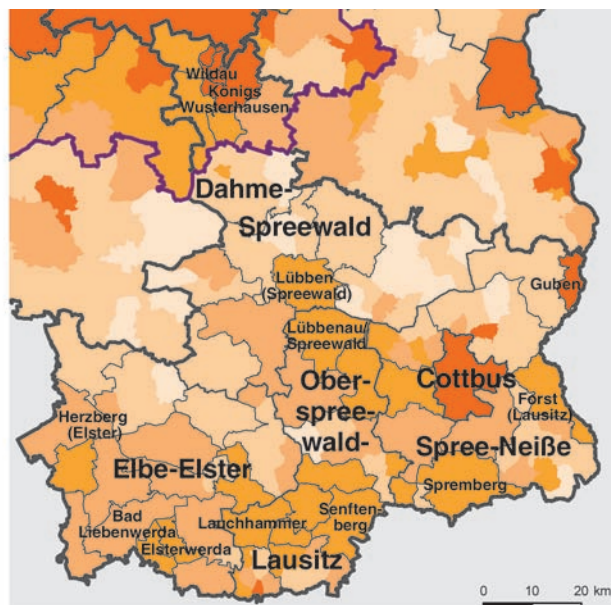 Wildau
Königs
Wusterhausen
Dahme-
Spreewald
Lübben
(Spreewald)
Guben
Lübbenau/
Spreewald
Ober-
spree-
wald-
Cottbus
Forst
(Lausitz)
Herzberg
(Elster)
Elbe-Elster
Spree-Neiße
Spremberg
Bad
Liebenwerda
Elsterwerda
Lauchhammer
Senften-
berg
Lausitz
0 10 20 km